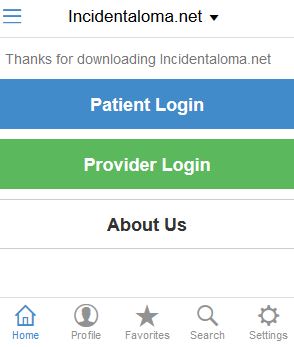 Incidentaloma.net
Thanks for downloading Incidentaloma.net
Patient Login
Provider Login
About Us
Home Profile Favorites Search Settings